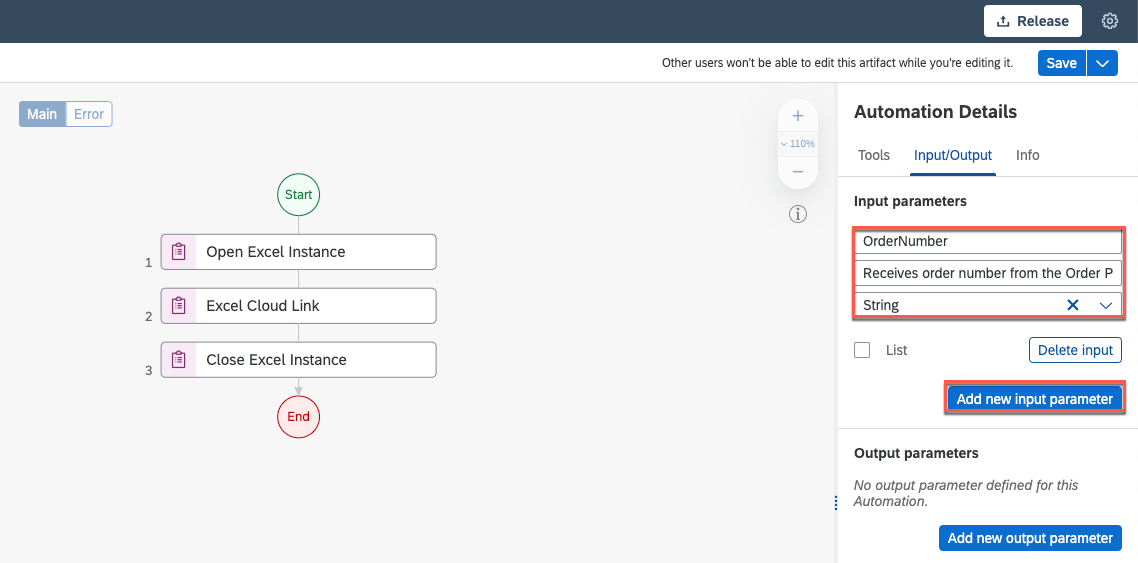 Release
Other users won't be able to edit this artifact while you're editing it.
Save
Main
Error
110%
Start
1
Open Excel Instance
2
Excel Cloud Link
3
Close Excel Instance
End
Automation Details
Tools
Input/Output
Info
Input parameters
OrderNumber
Receives order number from the Order P
String
List
Delete input
Add new input parameter
Output parameters
No output parameter defined for this
Automation.
Add new output parameter